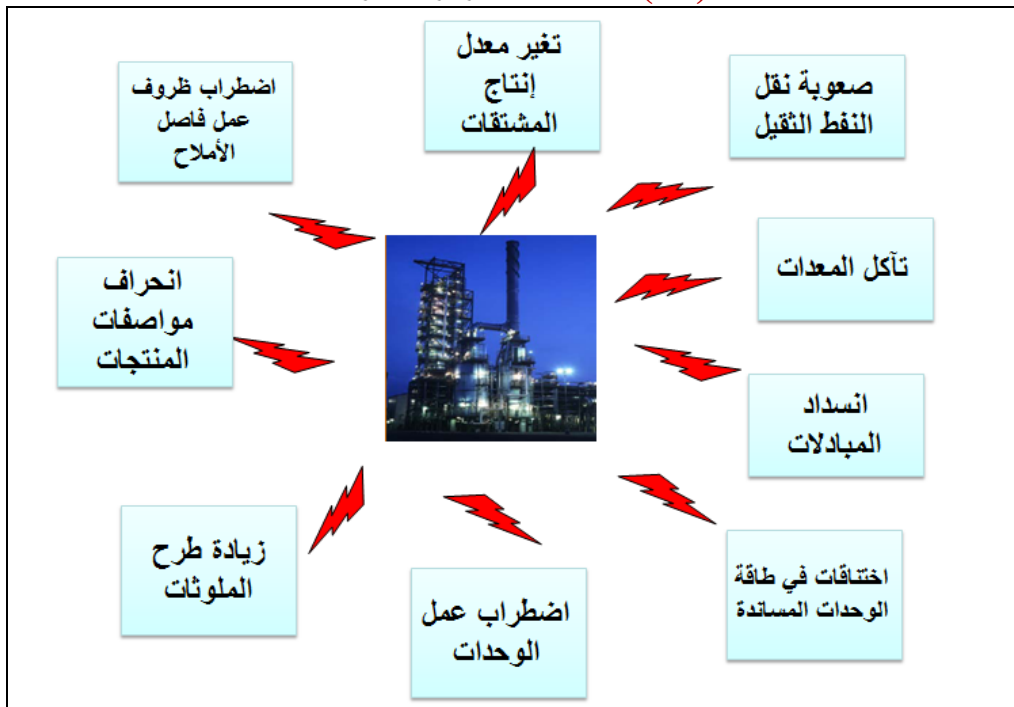 تغير معدل
إنتاج
المشتقات
صعوبة نقل
النفط الثقيل
تآكل المعدات
انسداد
المبادلات
اختناقات في طاقة
الوحدات المساندة
اضطراب عمل
الوحدات
زيادة طرح
الملوثات
انحراف
مواصفات
المنتجات
اضطراب ظروف
عمل فاصل
الأملاح